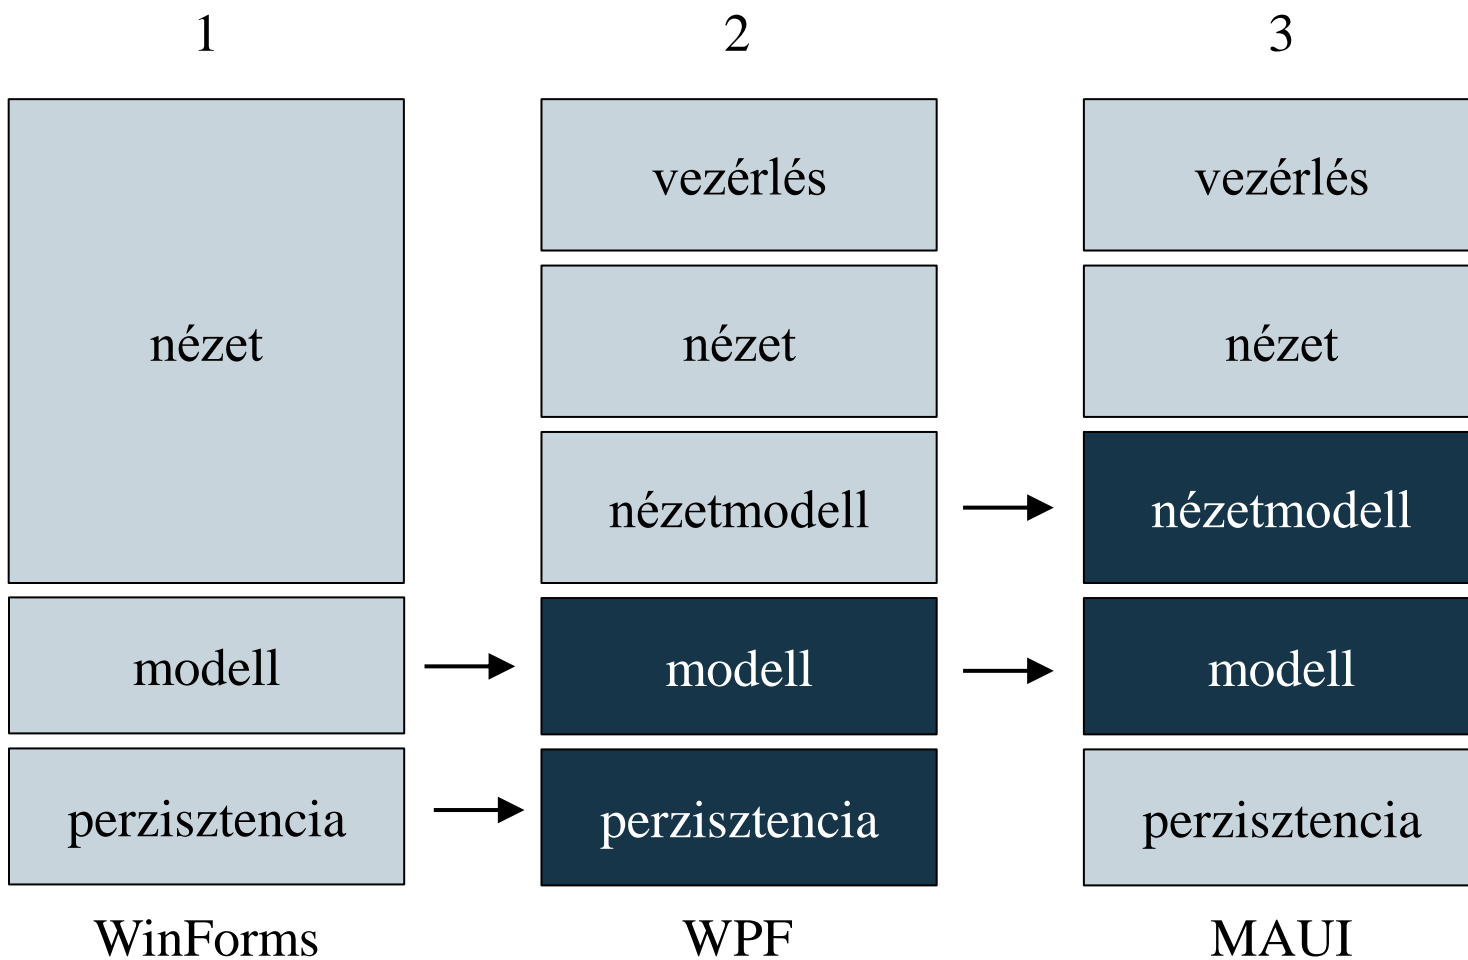 1
2
3
nézet
vezérlés
vezérlés
nézet
nézet
nézetmodell
nézetmodell
modell
modell
modell
perzisztencia
perzisztencia
perzisztencia
WinForms
WPF
MAUI